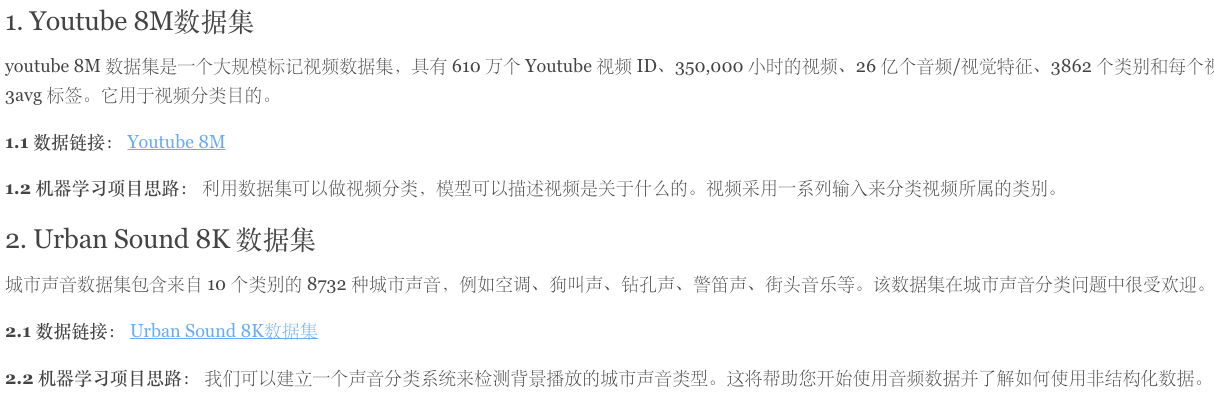 1. Youtube 8M数据集
youtube 8M 数据集是一个大规模标记视频数据集，具有 610 万个 Youtube 视频 ID、350,000 小时的视频、26 亿个音频/视觉特征、3862 个类别和每个
3avg 标签。它用于视频分类目的。
1.1 数据链接： Youtube 8M
1.2 机器学习项目思路： 利用数据集可以做视频分类，模型可以描述视频是关于什么的。视频采用一系列输入来分类视频所属的类别。
2. Urban Sound 8K 数据集
城市声音数据集包含来自 10 个类别的 8732 种城市声音，例如空调、狗叫声、钻孔声、警笛声、街头音乐等。该数据集在城市声音分类问题中很受欢迎。
2.1 数据链接： Urban Sound 8K数据集
2.2 机器学习项目思路： 我们可以建立一个声音分类系统来检测背景播放的城市声音类型。这将帮助您开始使用音频数据并了解如何使用非结构化数据。